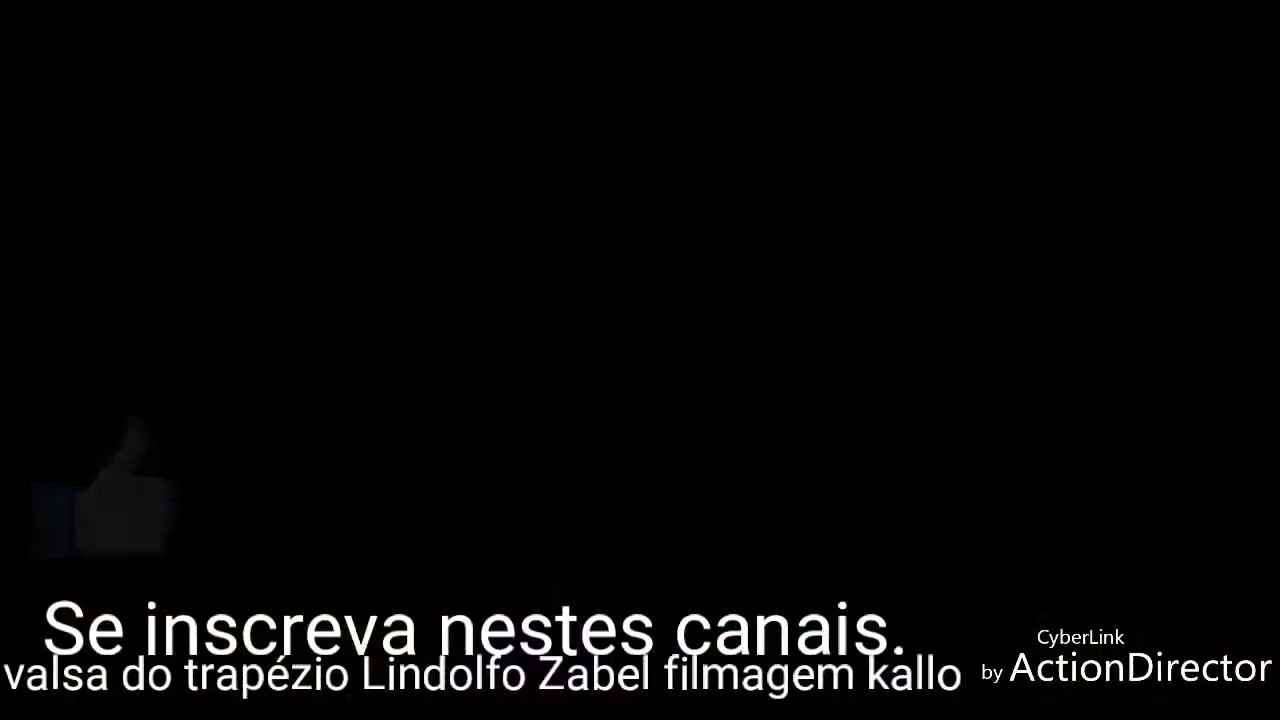 Se inscreva nestes canais.
valsa do trapézio Lindolfo Zabel filmagem kallo
CyberLink
by ActionDirector